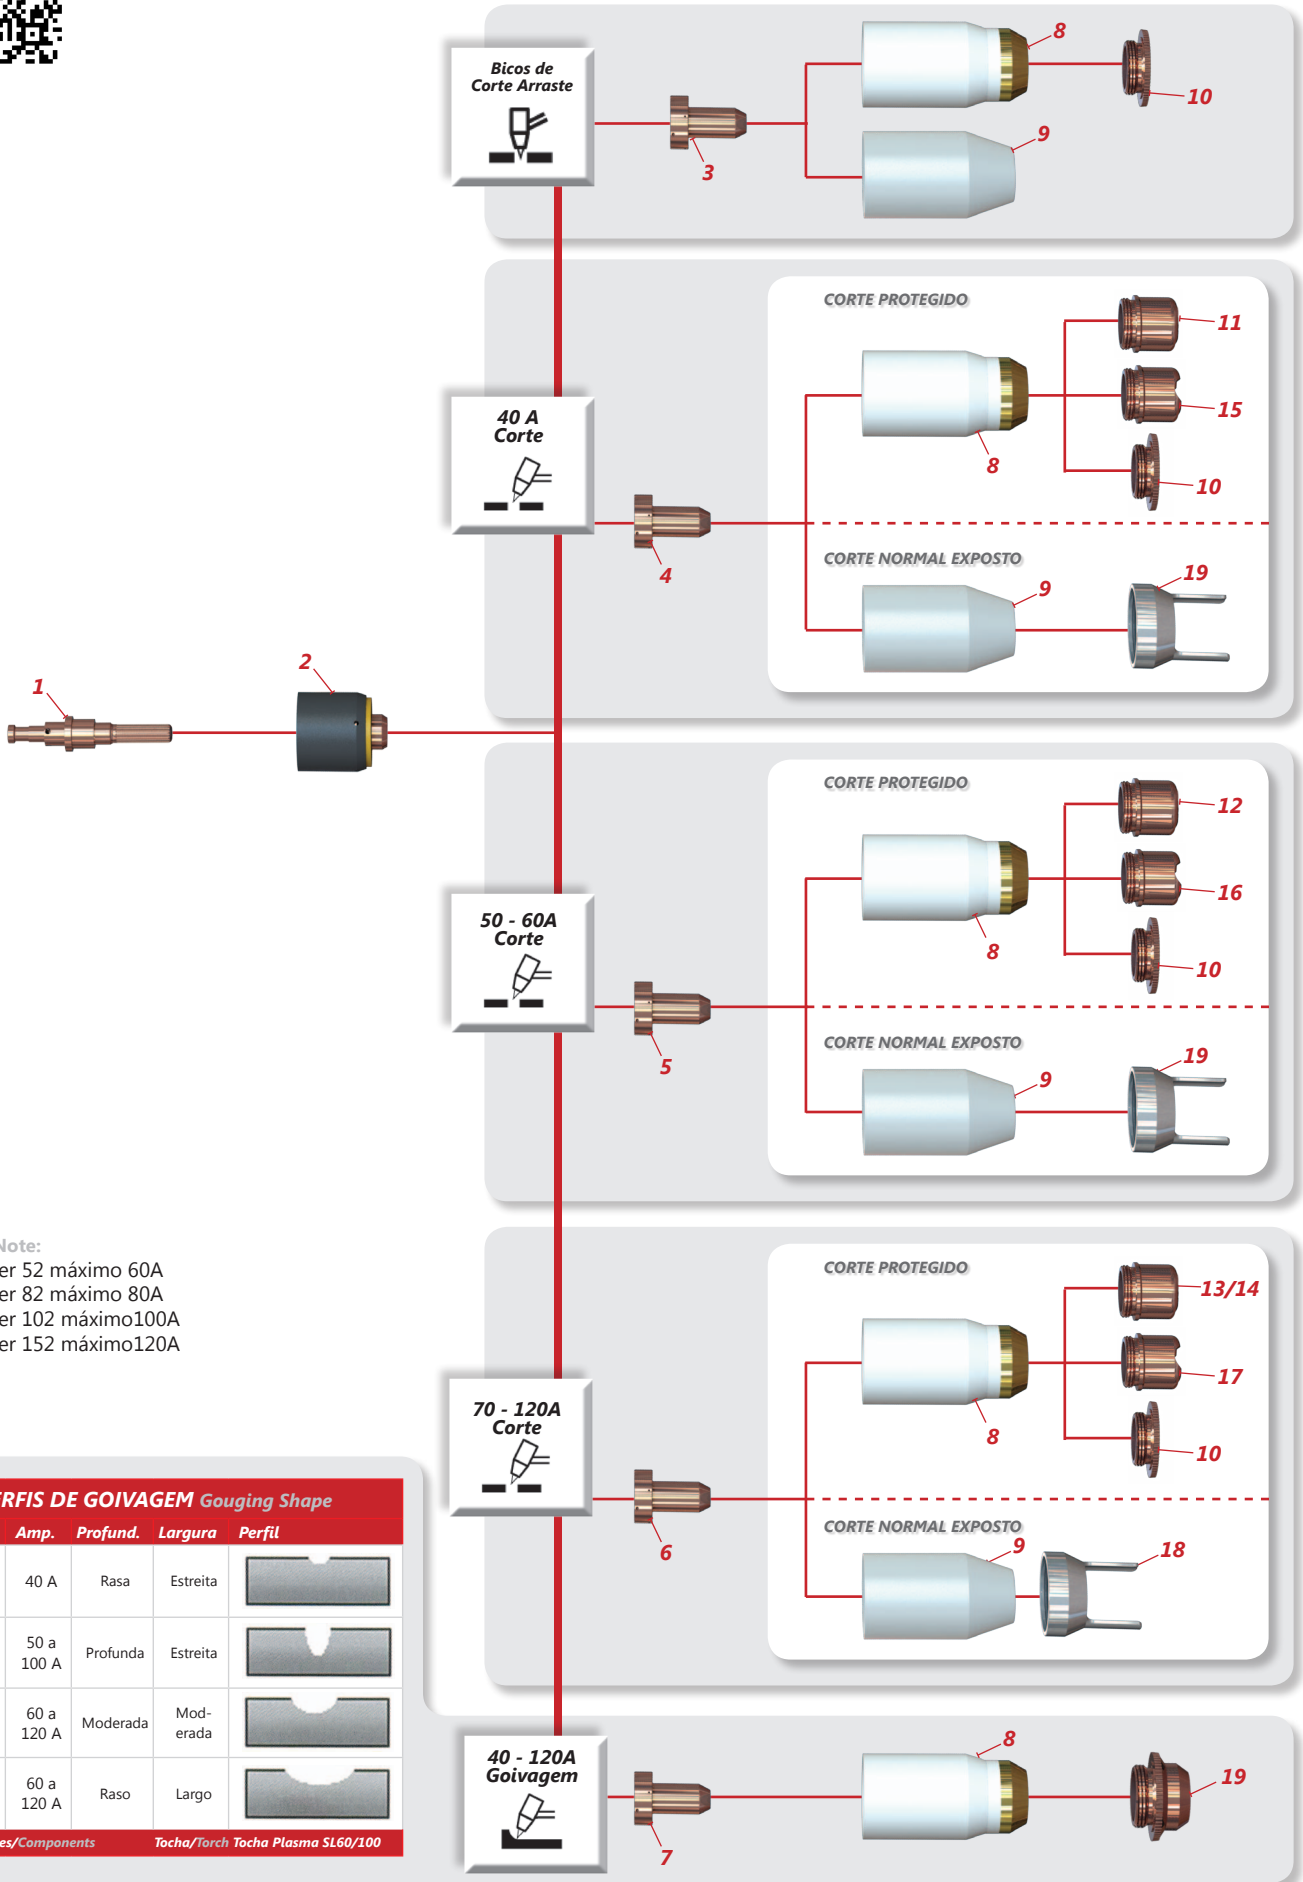 Bicos de
Corte Arraste
3
8
10
9
40 A
Corte
4
CORTE PROTEGIDO
8
11
15
10
CORTE NORMAL EXPOSTO
9
19
1
2
50 - 60A
Corte
5
CORTE PROTEGIDO
8
12
16
10
CORTE NORMAL EXPOSTO
9
19
Note:
er 52 máximo 60A
er 82 máximo 80A
er 102 máximo100A
er 152 máximo120A
70 - 120A
Corte
6
CORTE PROTEGIDO
8
13/14
17
10
CORTE NORMAL EXPOSTO
9
18
RFIS DE GOIVAGEM Gouging Shape
Amp. Profund. Largura Perfil
40 A Rasa Estreita
50 a
100 A Profunda Estreita
60 a
120 A Moderada Mod-
erada
60 a
120 A Raso Largo
es/Components Tocha/Torch Tocha Plasma SL60/100
40 - 120A
Goivagem
7
8
19